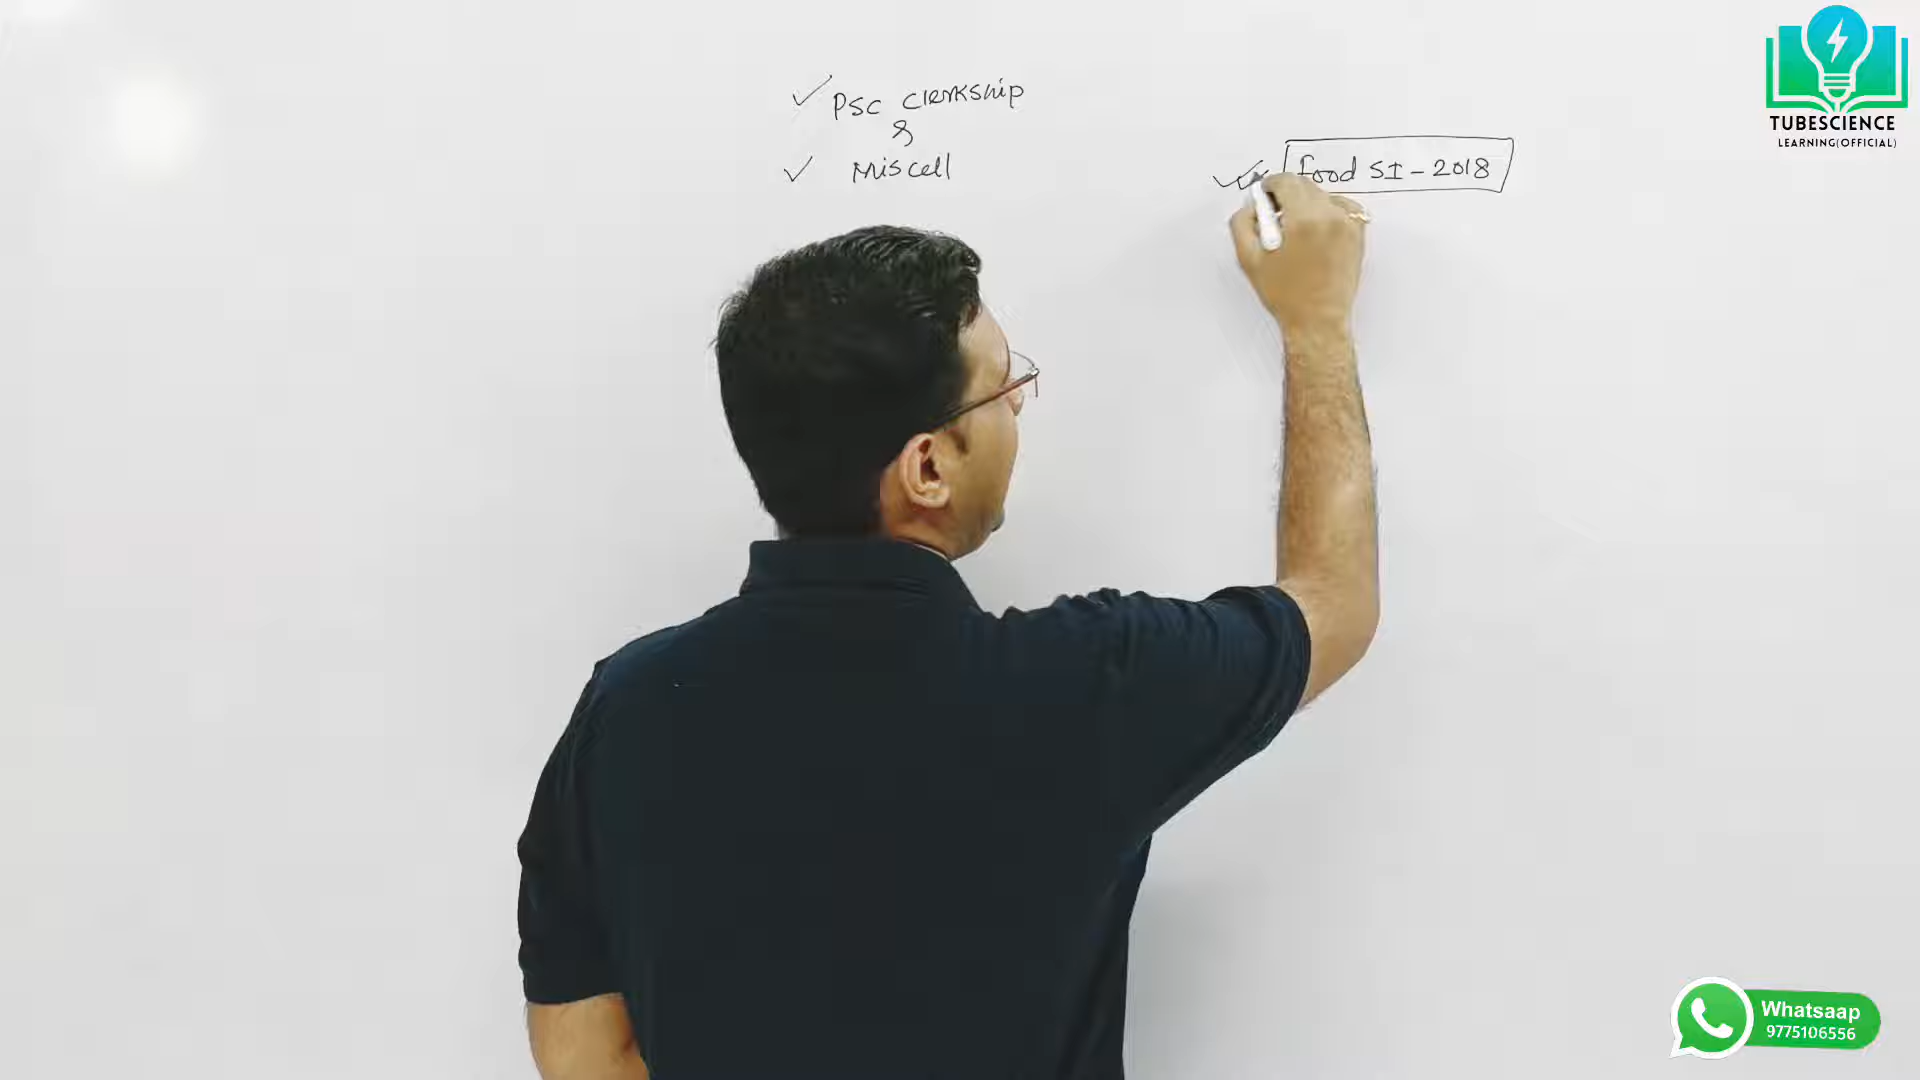 PSC Clerkship
&
Miscell
Food SI - 2018
TUBESCIENCE
LEARNING(OFFICIAL)
Whatsaap
9775106556